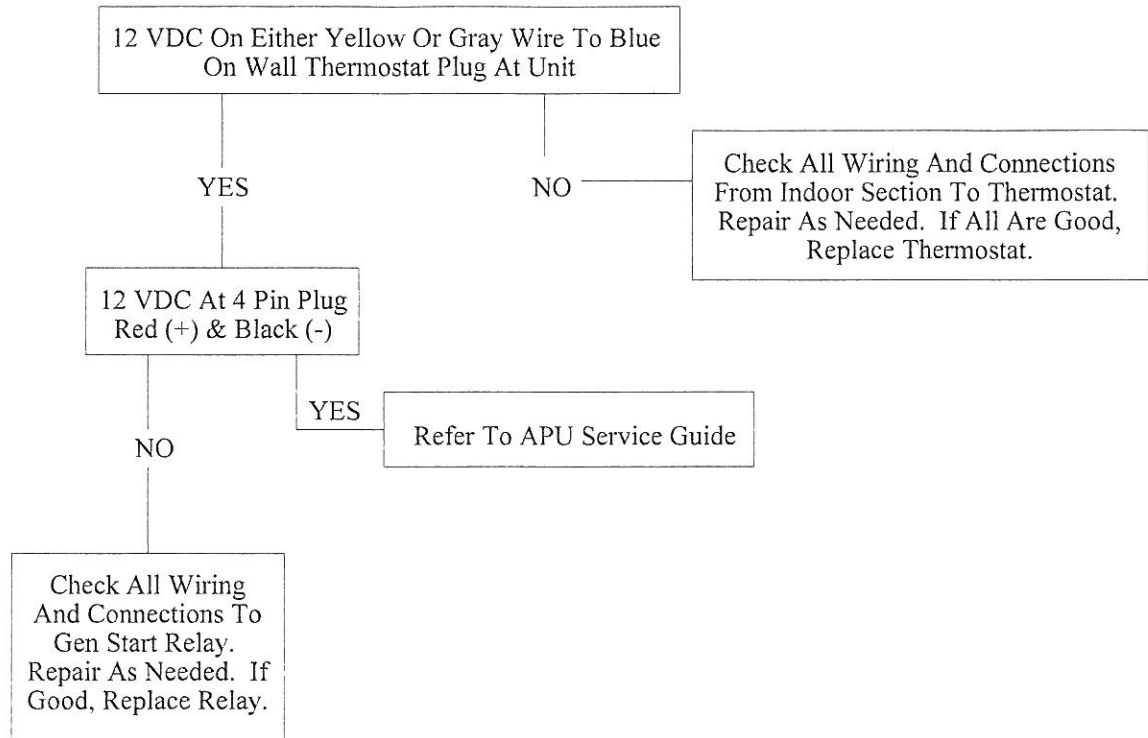 12 VDC On Either Yellow Or Gray Wire To Blue
On Wall Thermostat Plug At Unit
YES
NO
Check All Wiring And Connections
From Indoor Section To Thermostat.
Repair As Needed. If All Are Good,
Replace Thermostat.
12 VDC At 4 Pin Plug
Red (+) & Black (-)
YES
Refer To APU Service Guide
NO
Check All Wiring
And Connections To
Gen Start Relay.
Repair As Needed. If
Good, Replace Relay.